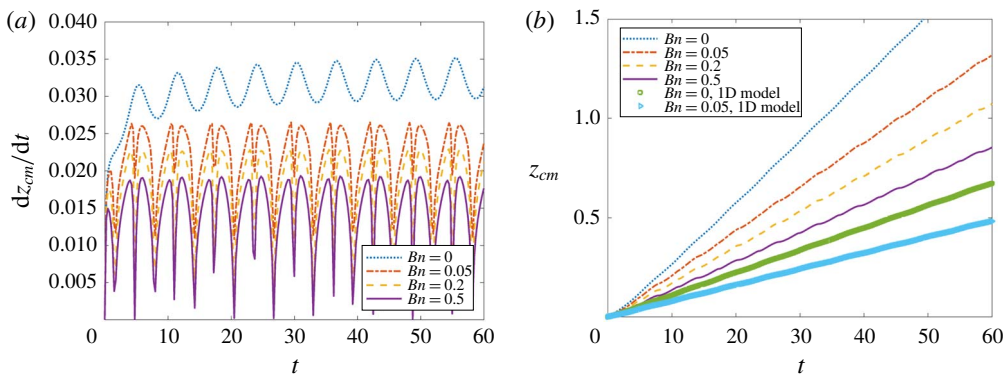 (a)
0.040
0.035
0.030
0.025
0.020
0.015
0.010
0.005
0.000
dz_cm/dt
0 10 20 30 40 50 60
t
Bn = 0
Bn = 0.05
Bn = 0.2
Bn = 0.5
(b)
1.5
1.0
0.5
z_cm
0 10 20 30 40 50 60
t
Bn = 0
Bn = 0.05
Bn = 0.2
Bn = 0.5
Bn = 0, 1D model
Bn = 0.05, 1D model